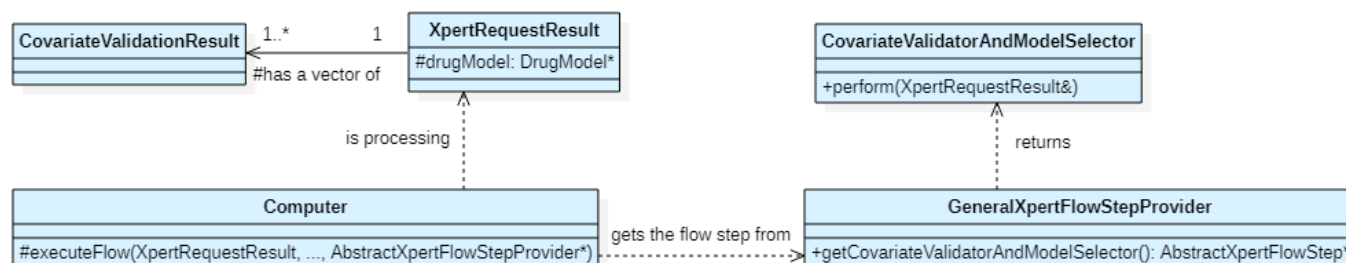 CovariateValidationResult
1..*
1
#has a vector of
XpertRequestResult
#drugModel: DrugModel*
CovariateValidatorAndModelSelector
+perform(XpertRequestResult&)
is processing
returns
Computer
#executeFlow(XpertRequestResult, ..., AbstractXpertFlowStepProvider*)
gets the flow step from
GeneralXpertFlowStepProvider
+getCovariateValidatorAndModelSelector(): AbstractXpertFlowStep*